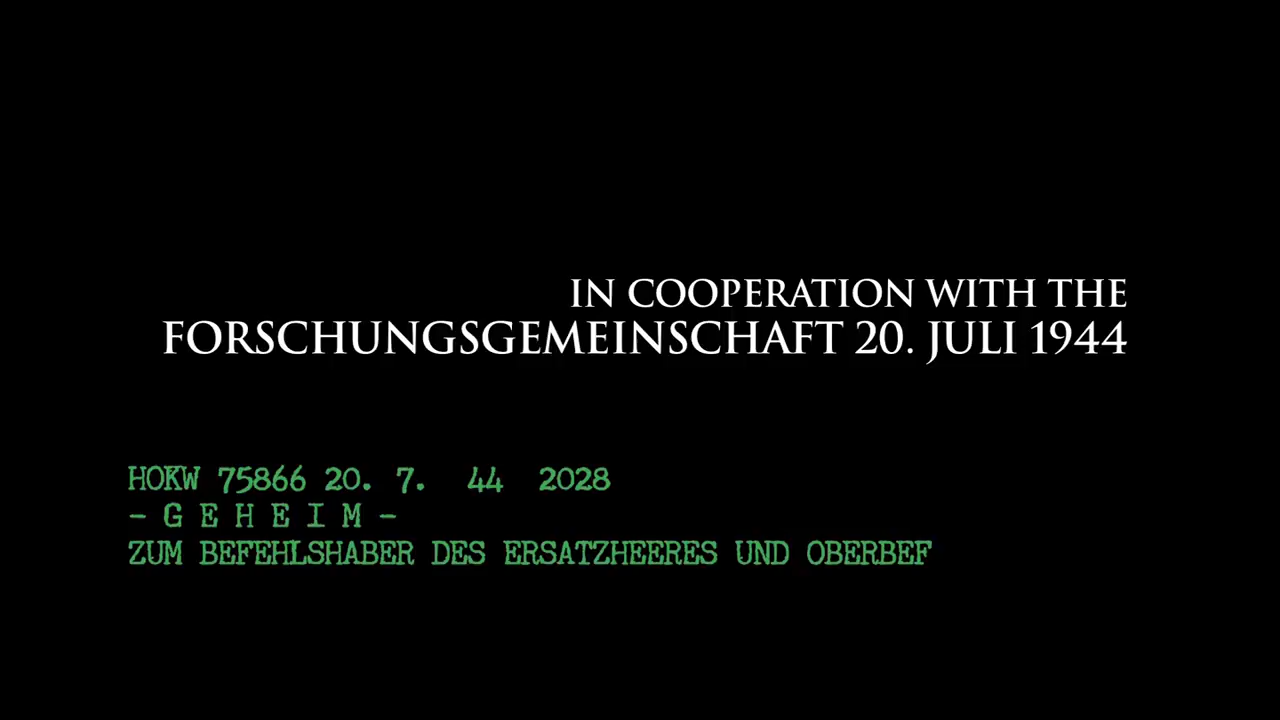 IN COOPERATION WITH THE
FORSCHUNGSGEMEINSCHAFT 20. JULI 1944
HOKW 75866 20. 7. 44 2028
- G E H E I M -
ZUM BEFEHLSHABER DES ERSATZHEERES UND OBERBEF